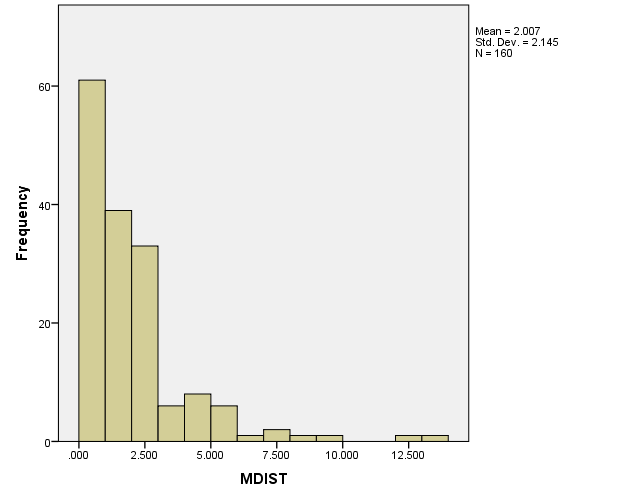 Mean = 2.007
Std. Dev. = 2.145
N = 160
60
40
20
0
Frequency
.000 2.500 5.000 7.500 10.000 12.500
MDIST